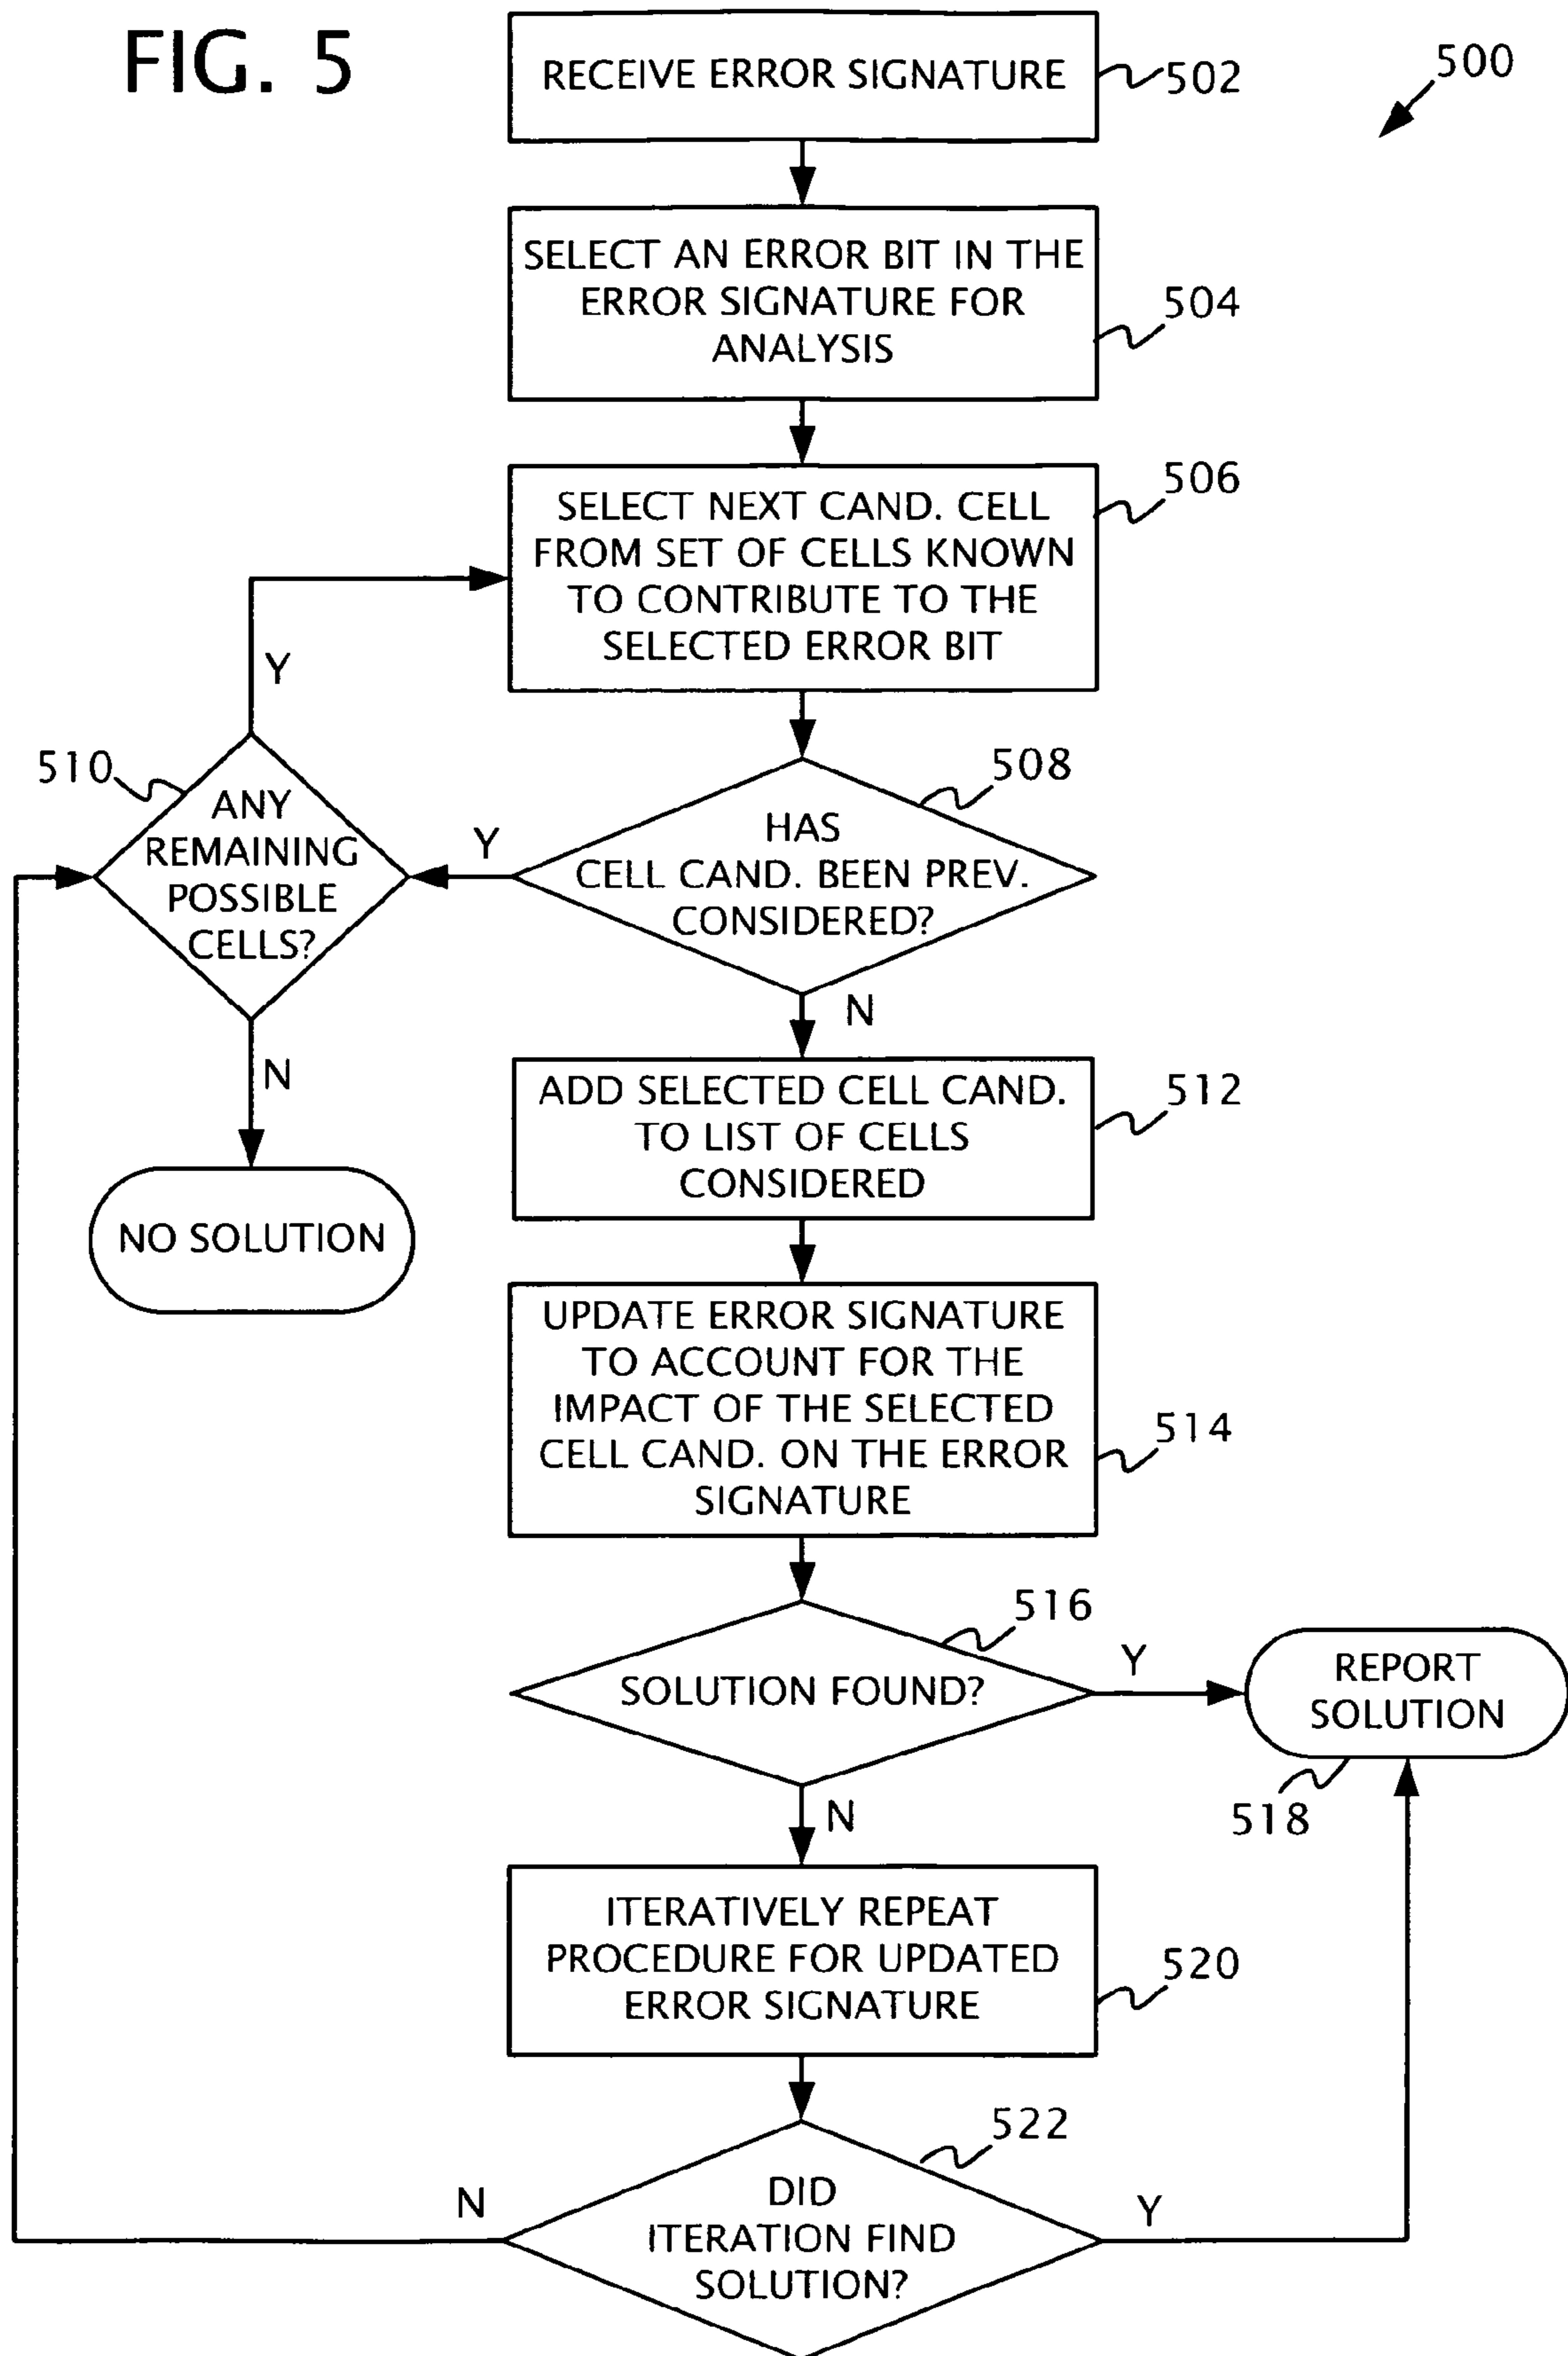 FIG. 5
500
RECEIVE ERROR SIGNATURE
502
SELECT AN ERROR BIT IN THE
ERROR SIGNATURE FOR
ANALYSIS
504
SELECT NEXT CAND. CELL
FROM SET OF CELLS KNOWN
TO CONTRIBUTE TO THE
SELECTED ERROR BIT
506
Y
510
ANY
REMAINING
POSSIBLE
CELLS?
Y
508
HAS
CELL CAND. BEEN PREV.
CONSIDERED?
N
N
NO SOLUTION
ADD SELECTED CELL CAND.
TO LIST OF CELLS
CONSIDERED
512
UPDATE ERROR SIGNATURE
TO ACCOUNT FOR THE
IMPACT OF THE SELECTED
CELL CAND. ON THE ERROR
SIGNATURE
514
516
SOLUTION FOUND?
Y
REPORT
SOLUTION
518
N
ITERATIVELY REPEAT
PROCEDURE FOR UPDATED
ERROR SIGNATURE
520
522
DID
ITERATION FIND
SOLUTION?
N
Y